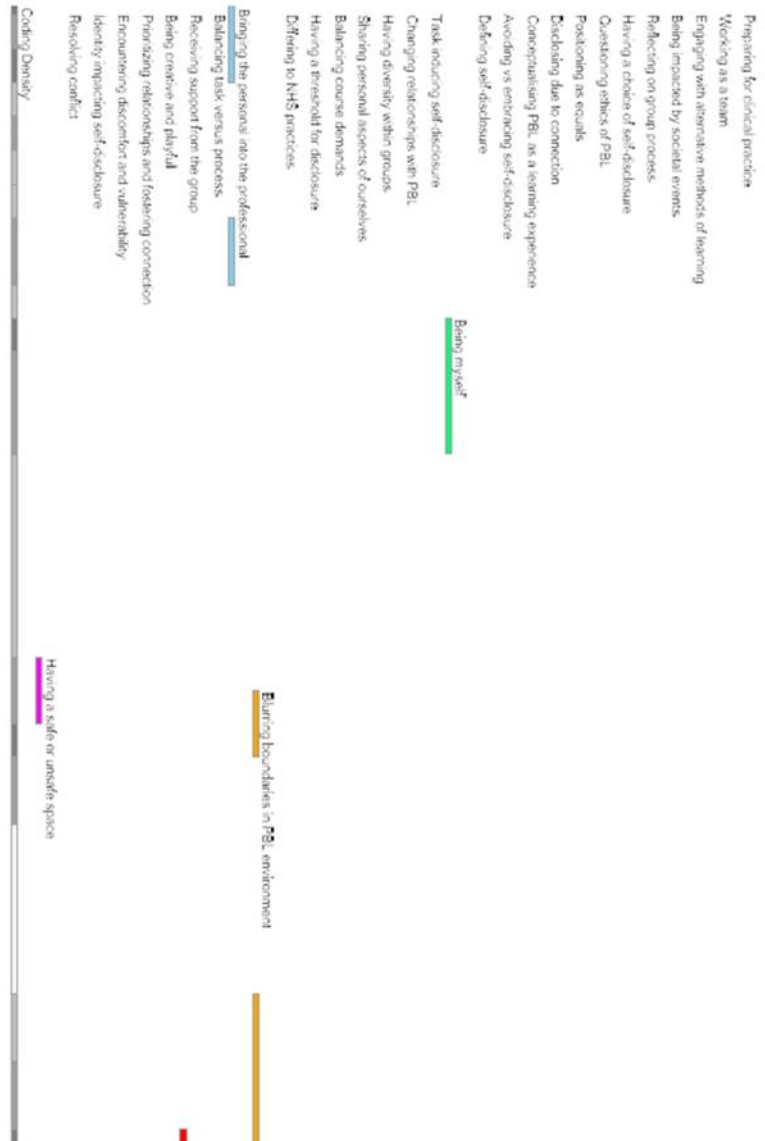 Coding Density
Having a safe or unsafe space
Resolving conflict
Identity impacting self-disclosure
Encountering discomfort and vulnerability
Prioritizing relationships and fostering connection
Being creative and playful
Receiving support from the group
Balancing task versus process
Bringing the personal into the professional
Blurring boundaries in PBL environment
Differing to NHS practices
Having a threshold for disclosure
Balancing course demands
Sharing personal aspects of ourselves
Having diversity within groups
Changing relationships with PBL
Task inducing self-disclosure
Being myself
Defining self-disclosure
Avoiding vs embracing self-disclosure
Conceptualising PBL as a learning experience
Disclosing due to connection
Positioning as equals
Questioning ethics of PBL
Having a choice of self-disclosure
Reflecting on group process
Being impacted by societal events
Engaging with alternative methods of learning
Working as a team
Preparing for clinical practice